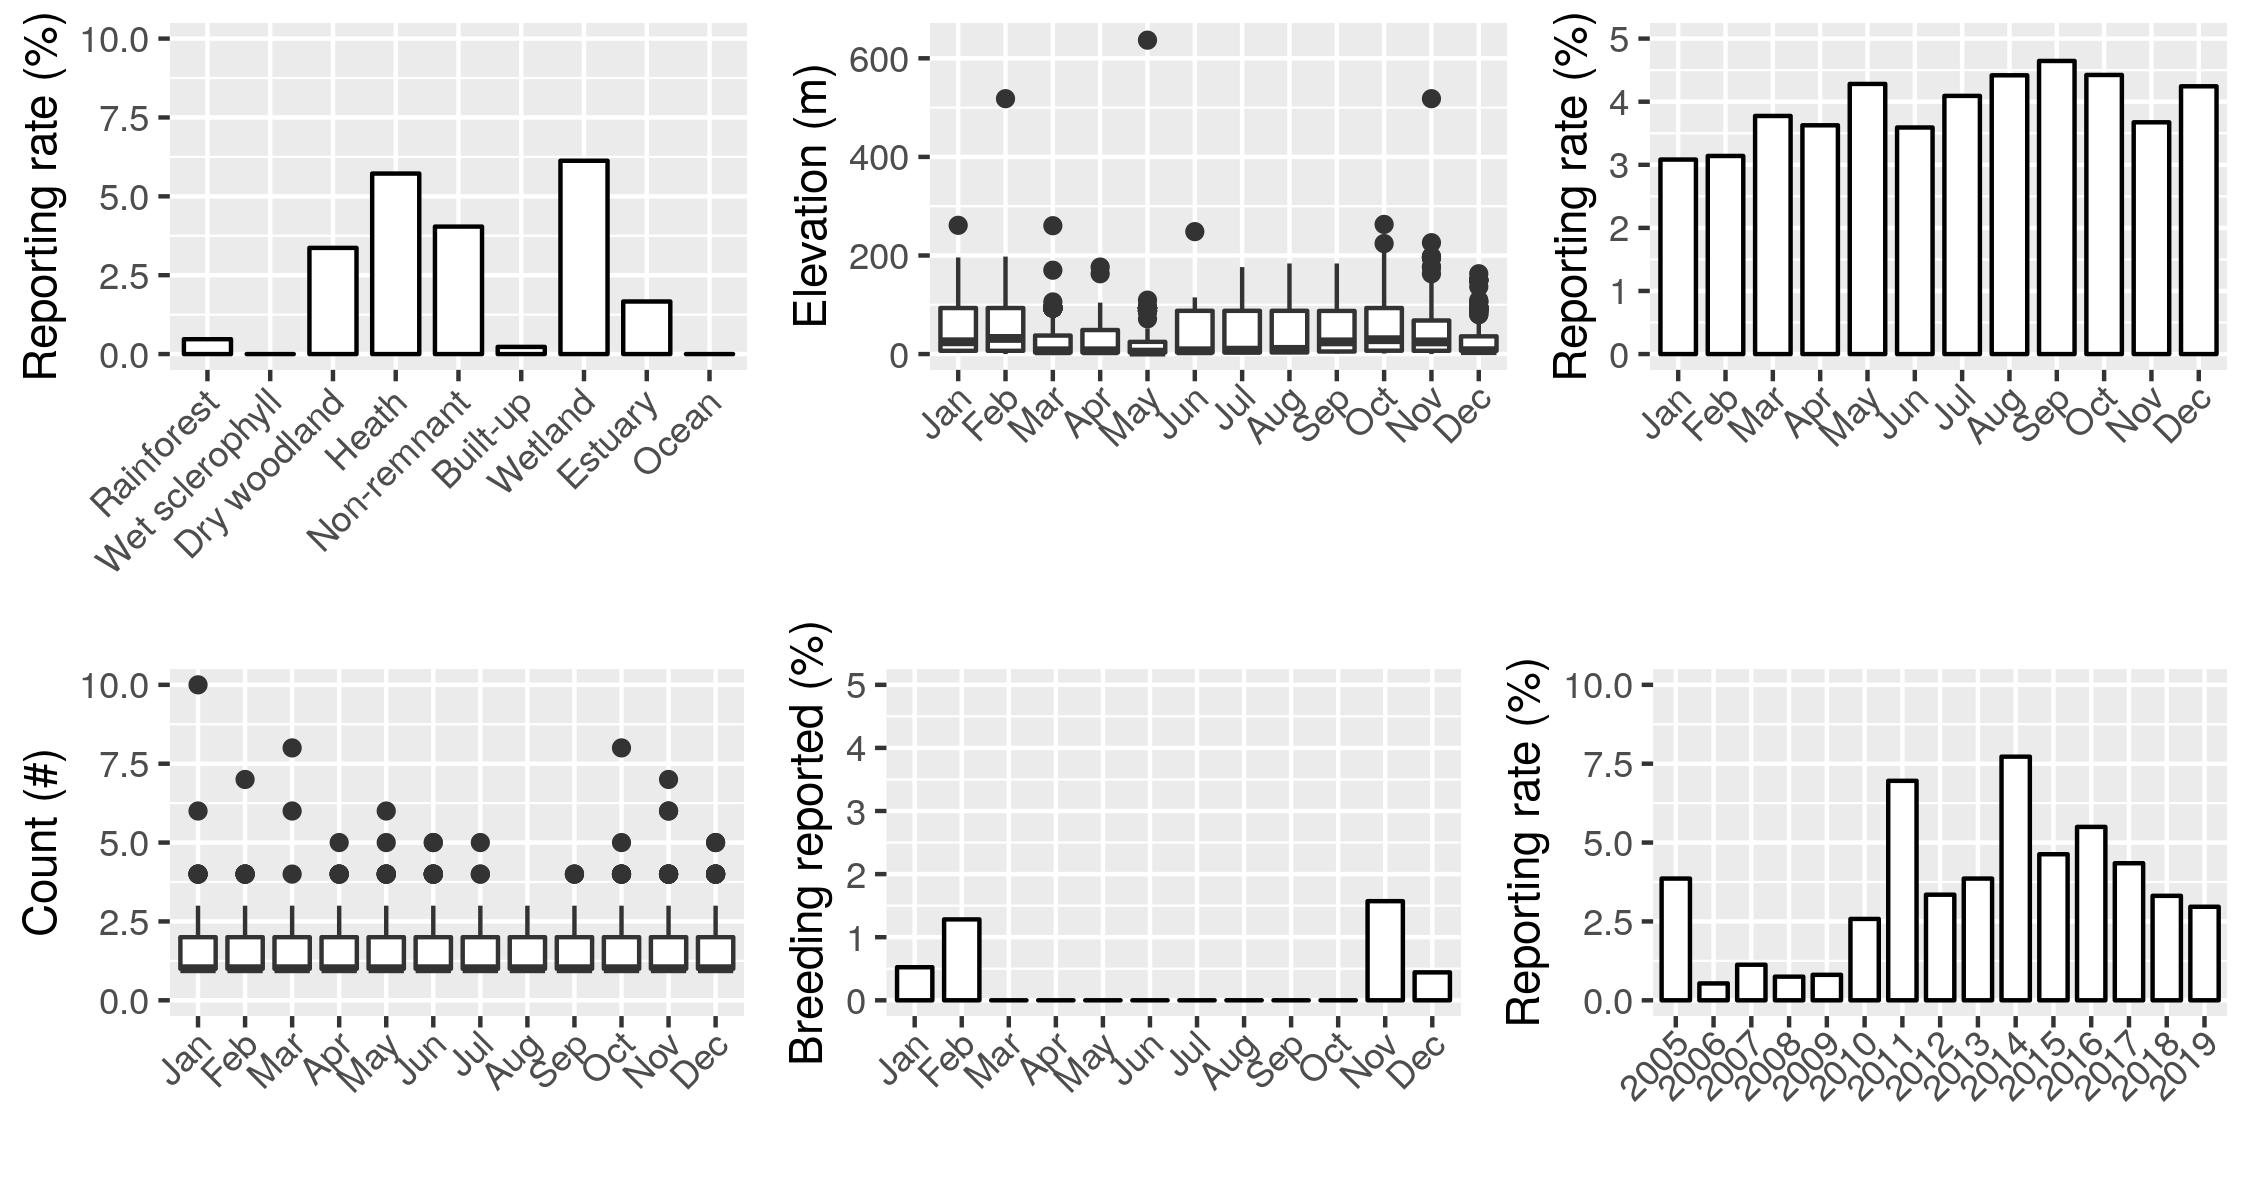 Reporting rate (%)
10.0
7.5
5.0
2.5
0.0
Rainforest
Wet sclerophyll
Dry woodland
Heath
Non-remnant
Built-up
Wetland
Estuary
Ocean
Elevation (m)
600
400
200
0
Jan
Feb
Mar
Apr
May
Jun
Jul
Aug
Sep
Oct
Nov
Dec
Reporting rate (%)
5
4
3
2
1
0
Jan
Feb
Mar
Apr
May
Jun
Jul
Aug
Sep
Oct
Nov
Dec
Count (#)
10.0
7.5
5.0
2.5
0.0
Jan
Feb
Mar
Apr
May
Jun
Jul
Aug
Sep
Oct
Nov
Dec
Breeding reported (%)
5
4
3
2
1
0
Jan
Feb
Mar
Apr
May
Jun
Jul
Aug
Sep
Oct
Nov
Dec
Reporting rate (%)
10.0
7.5
5.0
2.5
0.0
2005
2006
2007
2008
2009
2010
2011
2012
2013
2014
2015
2016
2017
2018
2019